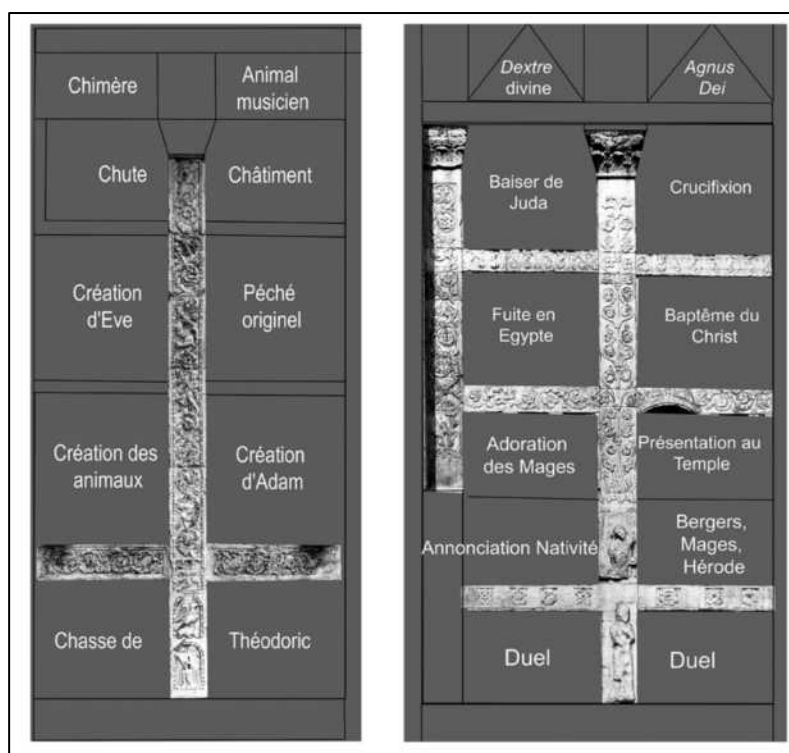 Chimère
Animal
musicien
Chute
Châtiment
Création
d'Eve
Péché
originel
Création des
animaux
Création
d'Adam
Chasse de
Théodoric
Dextre
divine
Agnus
Dei
Baiser de
Juda
Crucifixion
Fuite en
Egypte
Baptême du
Christ
Adoration
des Mages
Présentation au
Temple
Annonciation Nativité
Bergers,
Mages,
Hérode
Duel
Duel